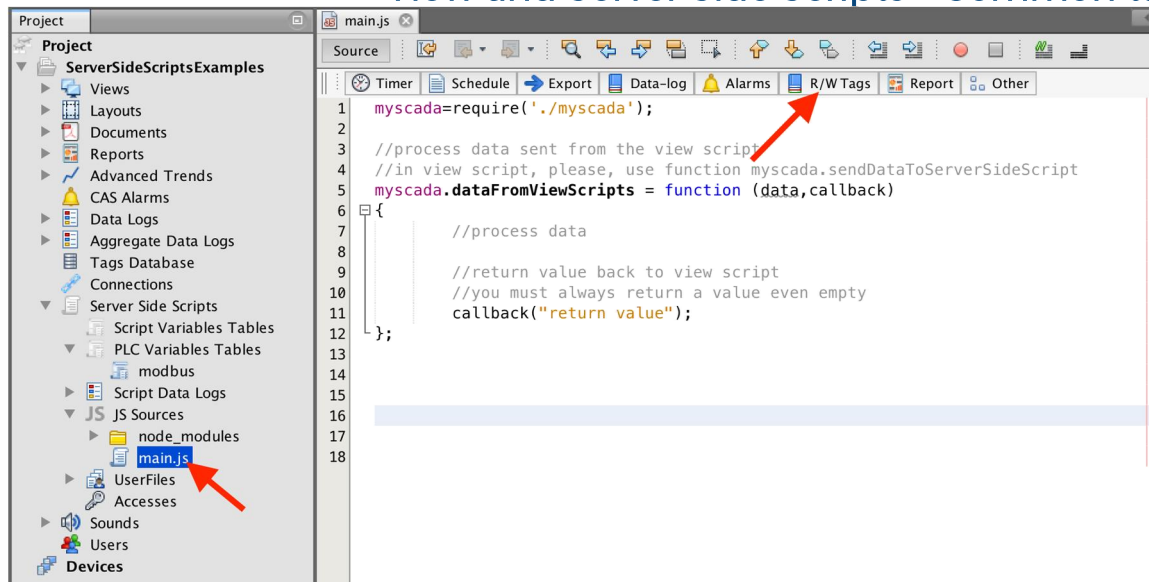 Project
Project
ServerSideScriptsExamples
Views
Layouts
Documents
Reports
Advanced Trends
CAS Alarms
Data Logs
Aggregate Data Logs
Tags Database
Connections
Server Side Scripts
Script Variables Tables
PLC Variables Tables
modbus
Script Data Logs
JS JS Sources
node_modules
main.js
UserFiles
Accesses
Sounds
Users
Devices
main.js
Source
Timer Schedule Export Data-log Alarms R/W Tags Report Other
1 myscada=require('./myscada');
2
3 //process data sent from the view script
4 //in view script, please, use function myscada.sendDataToServerSideScript
5 myscada.dataFromViewScripts = function (data,callback)
6 {
7 //process data
8
9 //return value back to view script
10 //you must always return a value even empty
11 callback("return value");
12 };
13
14
15
16
17
18